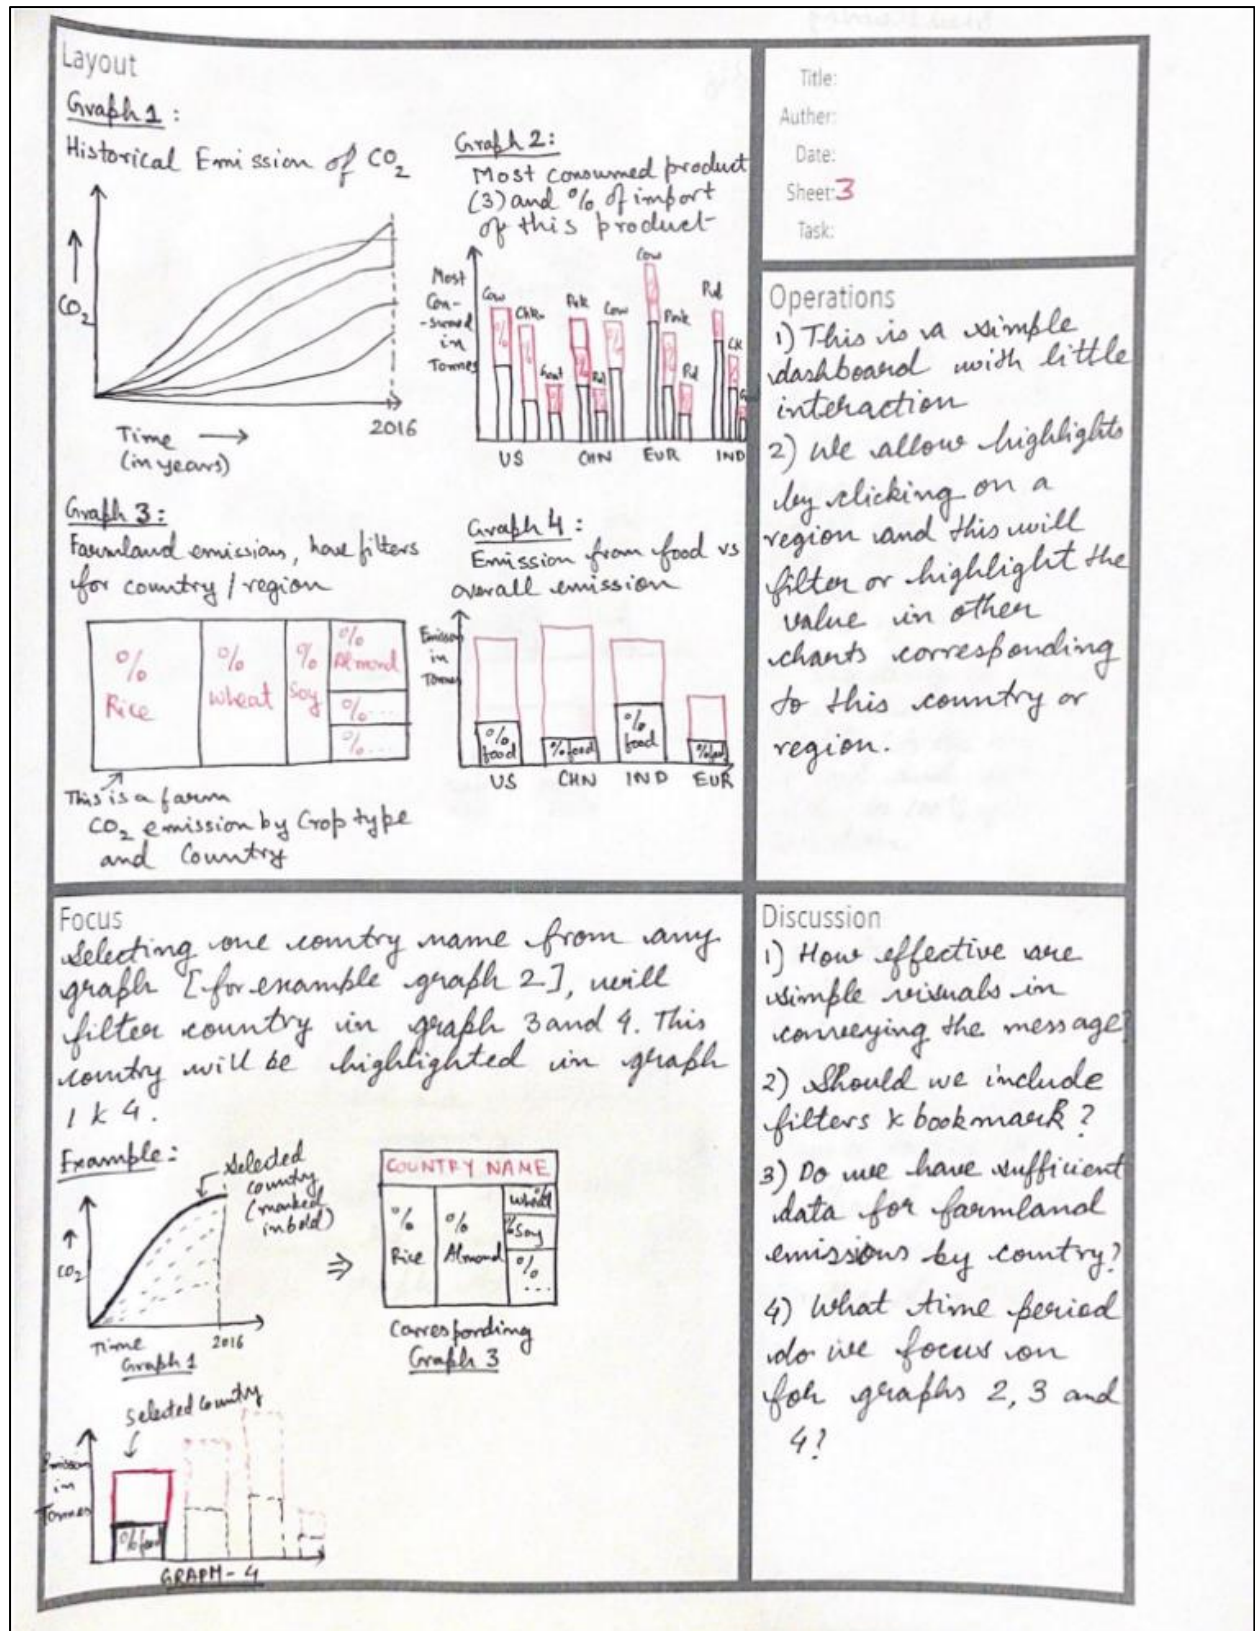 Layout
Graph 1:
Historical Emission of CO2
CO2
Time
(in years)
2016
Graph 2:
Most consumed product
(3) and % of import
of this product
Most
Con-
-sumed
in
Tonnes
Cow
%
Chkn
%
Goat
%
Pork
%
Cow
%
Cow
%
Pork
%
%
%
CK
%
US
CHN
EUR
IND
Graph 3:
Farmland emissions, have filters
for country / region
%
Rice
%
Wheat
%
Soy
%
Almond
%...
%....
This is a farm
CO2 emission by Crop type
and Country
Graph 4:
Emission from food vs
overall emission
Emission
in
Tonnes
%
food
% food
%
food
% food
US
CHN
IND
EUR
Title:
Auther:
Date:
Sheet: 3
Task:
Operations
1) This is a simple
dashboard with little
interaction
2) We allow highlights
by clicking on a
region and this will
filter or highlight the
value in other
charts corresponding
to this country or
region.
Focus
Selecting one country name from any
graph [for example graph 2], will
filter country in graph 3 and 4. This
country will be highlighted in graph
1 & 4.
Example:
Selected
country
(marked
in bold)
CO2
Time
2016
Graph 1
COUNTRY NAME
%
Rice
%
Almond
Wheat
% Soy
%
...
Corresponding
Graph 3
Selected Country
Emission
in
Tonnes
% food
GRAPH - 4
Discussion
1) How effective are
simple visuals in
conveying the message?
2) Should we include
filters & bookmark?
3) Do we have sufficient
data for farmland
emissions by country?
4) What time period
do we focus on
for graphs 2, 3 and
4?